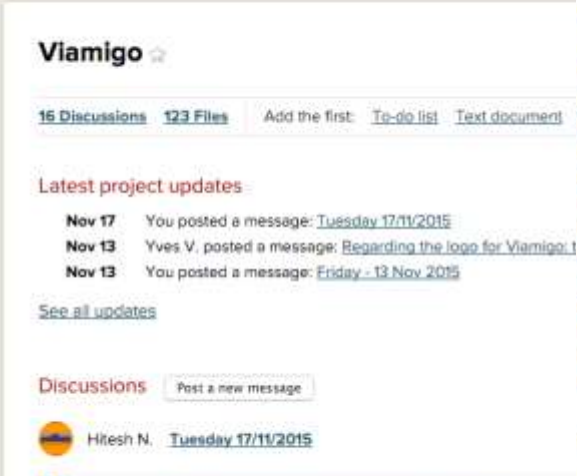 Viamigo
16 Discussions 123 Files Add the first: To-do list Text document
Latest project updates
Nov 17 You posted a message: Tuesday 17/11/2015
Nov 13 Yves V. posted a message: Regarding the logo for Viamigo: t
Nov 13 You posted a message: Friday - 13 Nov 2015
See all updates
Discussions Post a new message
Hitesh N. Tuesday 17/11/2015